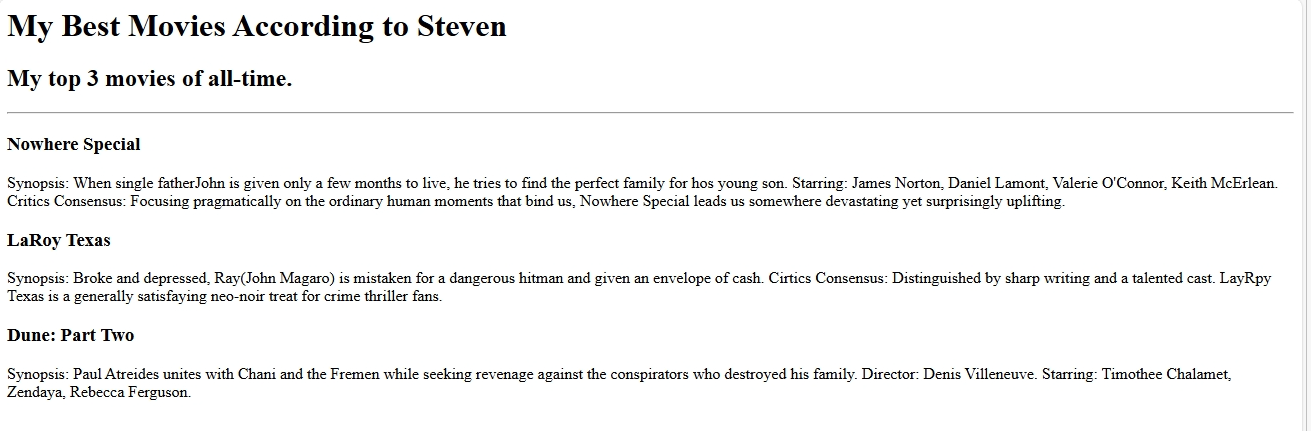 My Best Movies According to Steven
My top 3 movies of all-time.
Nowhere Special
Synopsis: When single fatherJohn is given only a few months to live, he tries to find the perfect family for hos young son. Starring: James Norton, Daniel Lamont, Valerie O'Connor, Keith McErlean.
Critics Consensus: Focusing pragmatically on the ordinary human moments that bind us, Nowhere Special leads us somewhere devastating yet surprisingly uplifting.
LaRoy Texas
Synopsis: Broke and depressed, Ray(John Magaro) is mistaken for a dangerous hitman and given an envelope of cash. Cirtics Consensus: Distinguished by sharp writing and a talented cast. LayRpy
Texas is a generally satisfaying neo-noir treat for crime thriller fans.
Dune: Part Two
Synopsis: Paul Atreides unites with Chani and the Fremen while seeking revenage against the conspirators who destroyed his family. Director: Denis Villeneuve. Starring: Timothee Chalamet,
Zendaya, Rebecca Ferguson.